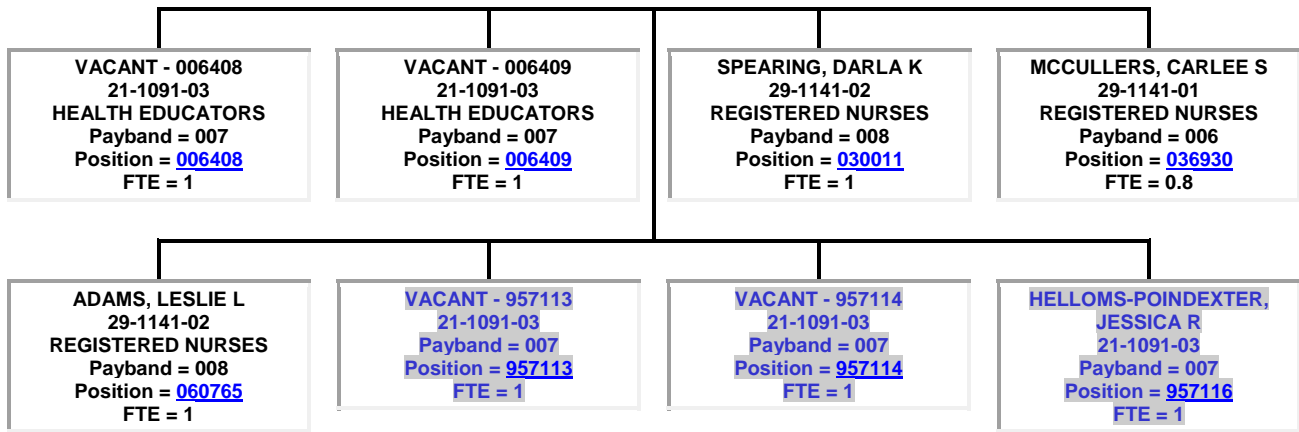 VACANT - 006408
21-1091-03
HEALTH EDUCATORS
Payband = 007
Position = 006408
FTE = 1
VACANT - 006409
21-1091-03
HEALTH EDUCATORS
Payband = 007
Position = 006409
FTE = 1
SPEARING, DARLA K
29-1141-02
REGISTERED NURSES
Payband = 008
Position = 030011
FTE = 1
MCCULLERS, CARLEE S
29-1141-01
REGISTERED NURSES
Payband = 006
Position = 036930
FTE = 0.8
ADAMS, LESLIE L
29-1141-02
REGISTERED NURSES
Payband = 008
Position = 060765
FTE = 1
VACANT - 957113
21-1091-03
Payband = 007
Position = 957113
FTE = 1
VACANT - 957114
21-1091-03
Payband = 007
Position = 957114
FTE = 1
HELLOMS-POINDEXTER,
JESSICA R
21-1091-03
Payband = 007
Position = 957116
FTE = 1